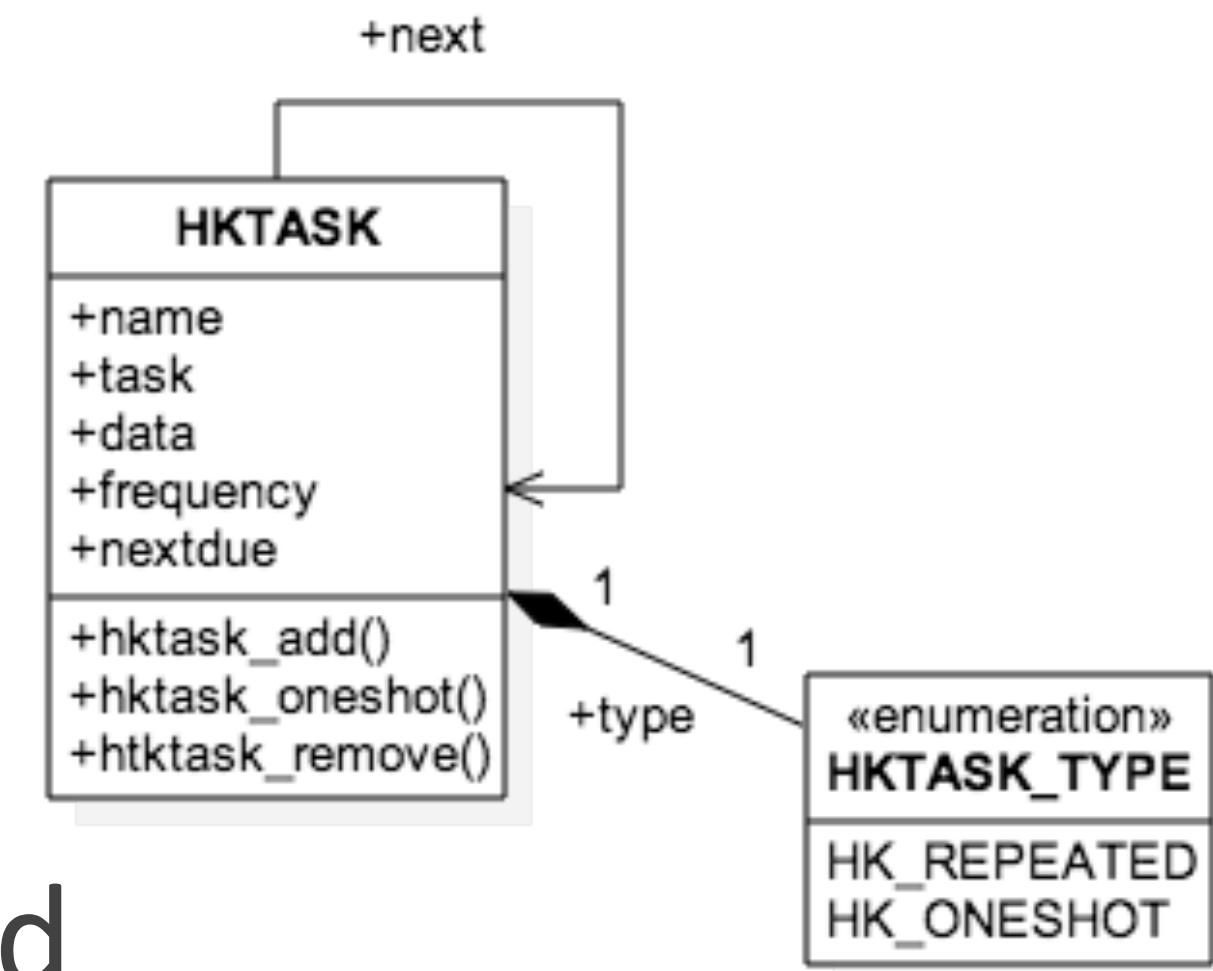 +next
HKTASK
+name
+task
+data
+frequency
+nextdue
+hktask_add()
+hktask_oneshot()
+htktask_remove()
1
1
+type
«enumeration»
HKTASK_TYPE
HK_REPEATED
HK_ONESHOT
d